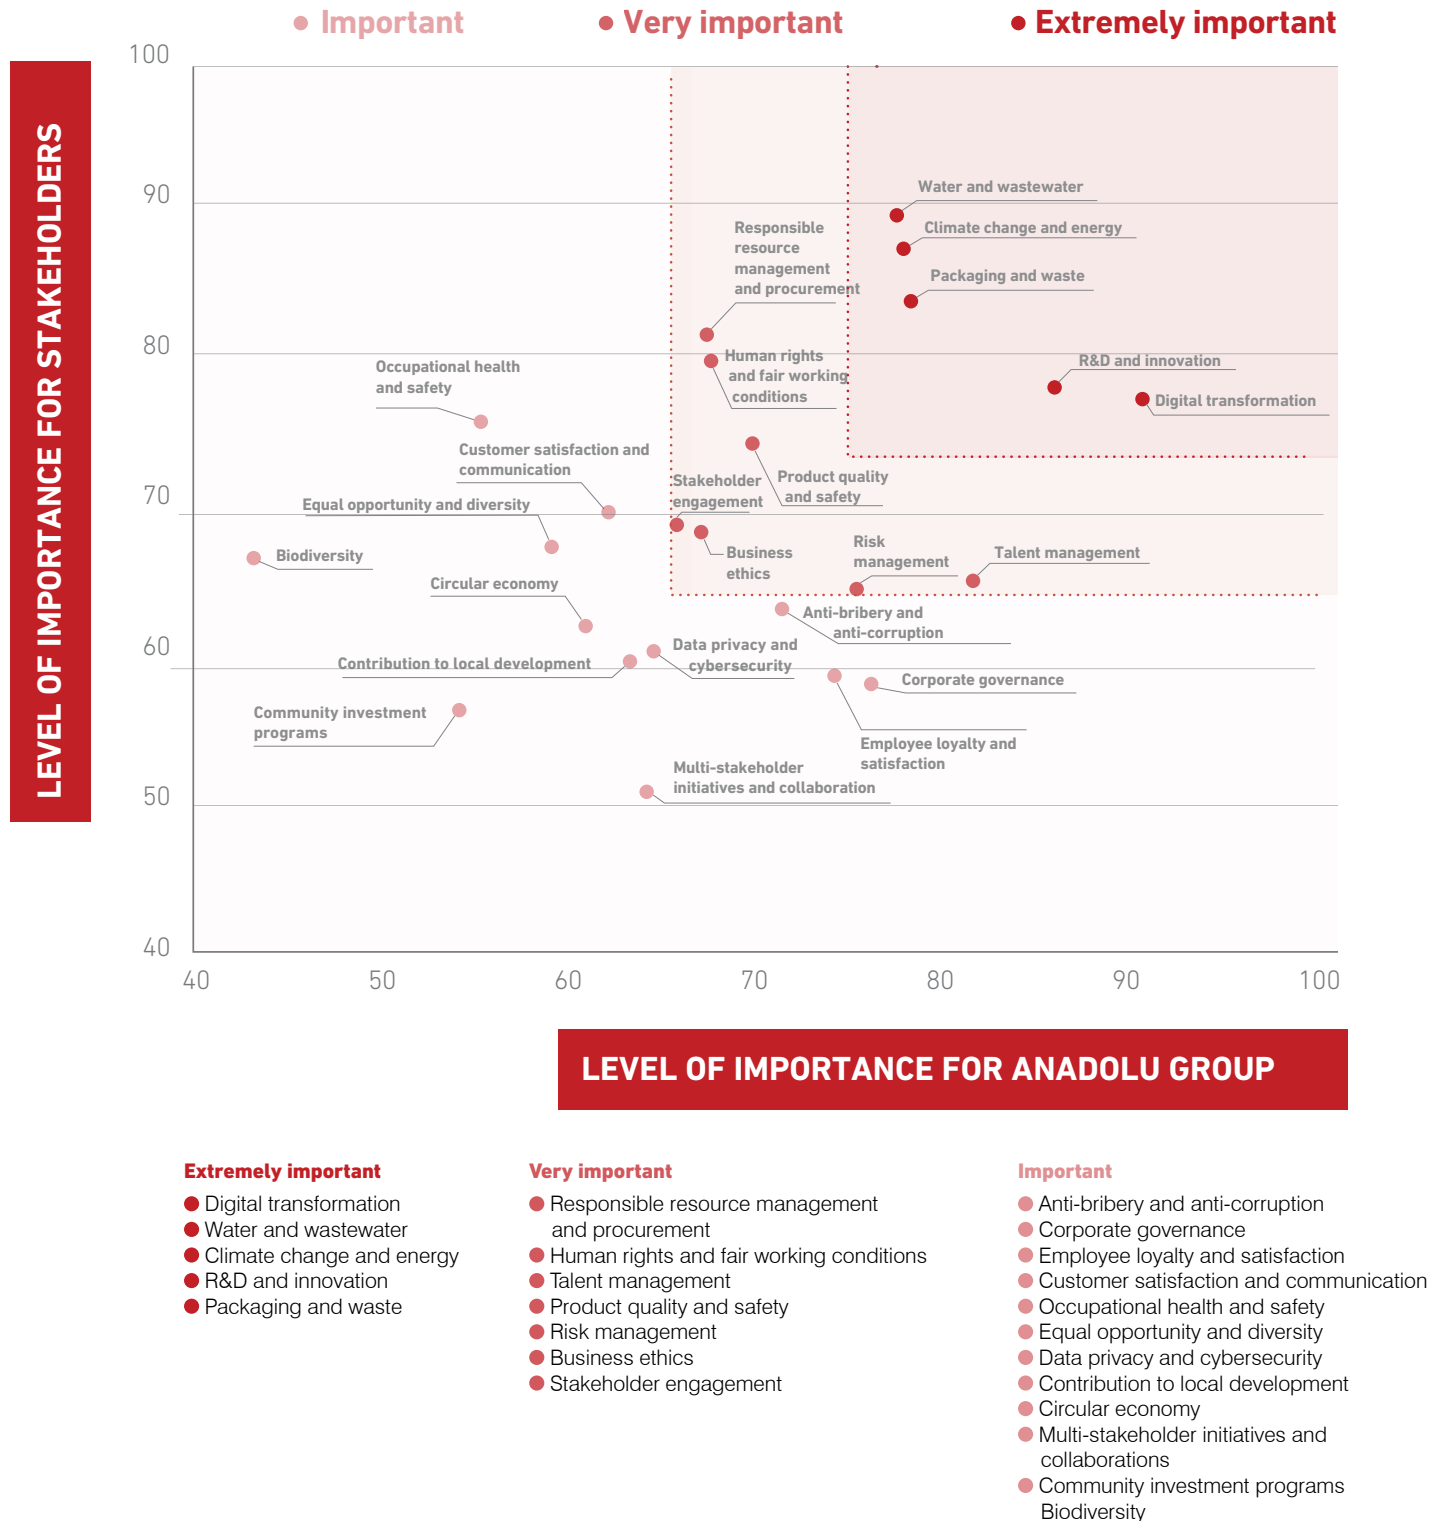 Important
Very important
Extremely important
LEVEL OF IMPORTANCE FOR STAKEHOLDERS
100
90
80
70
60
50
40
Water and wastewater
Climate change and energy
Packaging and waste
Responsible
resource
management
and procurement
Human rights
and fair working
conditions
R&D and innovation
Digital transformation
Occupational health
and safety
Customer satisfaction and
communication
Equal opportunity and diversity
Stakeholder
engagement
Product quality
and safety
Biodiversity
Business
ethics
Risk
management
Talent management
Circular economy
Anti-bribery and
anti-corruption
Data privacy and
cybersecurity
Contribution to local development
Corporate governance
Community investment
programs
Employee loyalty and
satisfaction
Multi-stakeholder
initiatives and collaboration
40
50
60
70
80
90
100
LEVEL OF IMPORTANCE FOR ANADOLU GROUP
Extremely important
Digital transformation
Water and wastewater
Climate change and energy
R&D and innovation
Packaging and waste
Very important
Responsible resource management
and procurement
Human rights and fair working conditions
Talent management
Product quality and safety
Risk management
Business ethics
Stakeholder engagement
Important
Anti-bribery and anti-corruption
Corporate governance
Employee loyalty and satisfaction
Customer satisfaction and communication
Occupational health and safety
Equal opportunity and diversity
Data privacy and cybersecurity
Contribution to local development
Circular economy
Multi-stakeholder initiatives and
collaborations
Community investment programs
Biodiversity